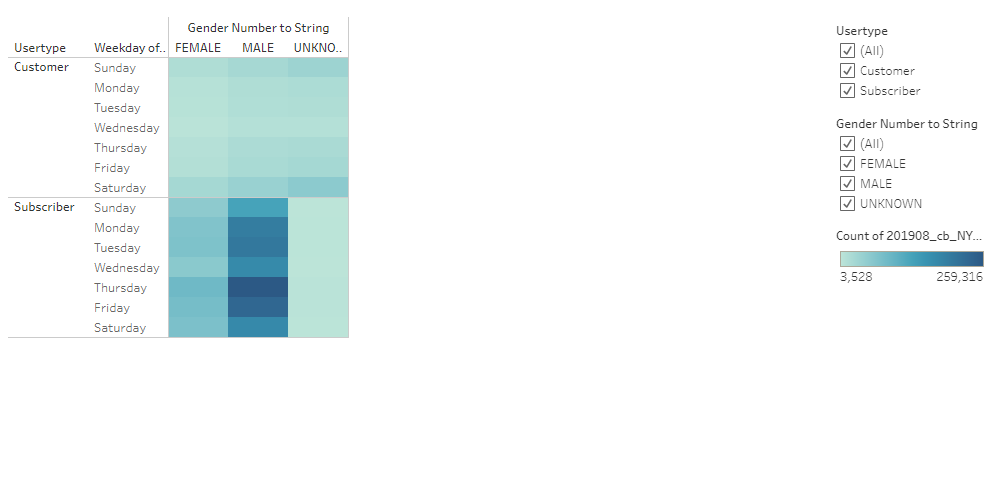 Gender Number to String
Usertype Weekday of.. FEMALE MALE UNKNO..
Customer Sunday
Monday
Tuesday
Wednesday
Thursday
Friday
Saturday
Subscriber Sunday
Monday
Tuesday
Wednesday
Thursday
Friday
Saturday
Usertype
(All)
Customer
Subscriber
Gender Number to String
(All)
FEMALE
MALE
UNKNOWN
Count of 201908_cb_NY...
3,528 259,316